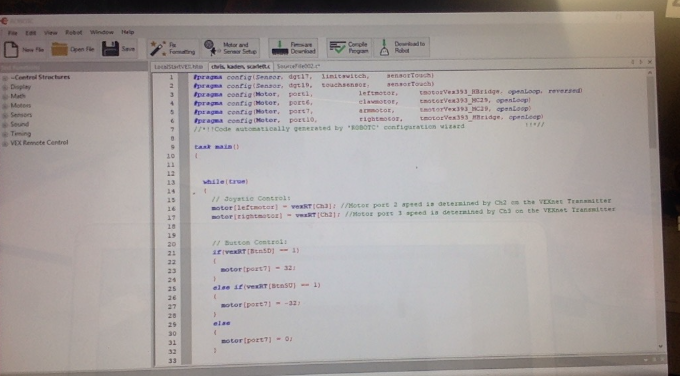 File Edit View Robot Window Help
New File Open File Save Fix Formatting Motor and Sensor Setup Firmware Download Compile Program Download to Robot
LocalStartVEX.htm chris, kaden, scarlett.c SourceFile002.c*
--Control Structures
Display
Math
Motors
Sensors
Sound
Timing
VEX Remote Control
1 #pragma config(Sensor, dgtl7, limitswitch, sensorTouch)
2 #pragma config(Sensor, dgtl9, touchsensor, sensorTouch)
3 #pragma config(Motor, port1, leftmotor, tmotorVex393_HBridge, openLoop, reversed)
4 #pragma config(Motor, port6, clawmotor, tmotorVex393_MC29, openLoop)
5 #pragma config(Motor, port7, armmotor, tmotorVex393_MC29, openLoop)
6 #pragma config(Motor, port10, rightmotor, tmotorVex393_HBridge, openLoop)
7 //*!!Code automatically generated by 'ROBOTC' configuration wizard !!*//
8
9 task main()
10 {
11
12
13 while(true)
14 {
15 // Joystic Control:
16 motor[leftmotor] = vexRT[Ch3]; //Motor port 2 speed is determined by Ch2 on the VEXnet Transmitter
17 motor[rightmotor] = vexRT[Ch2]; //Motor port 3 speed is determined by Ch3 on the VEXnet Transmitter
18
19
20 // Button Control:
21 if(vexRT[Btn5D] == 1)
22 {
23 motor[port7] = 32;
24 }
25 else if(vexRT[Btn5U] == 1)
26 {
27 motor[port7] = -32;
28 }
29 else
30 {
31 motor[port7] = 0;
32 }
33